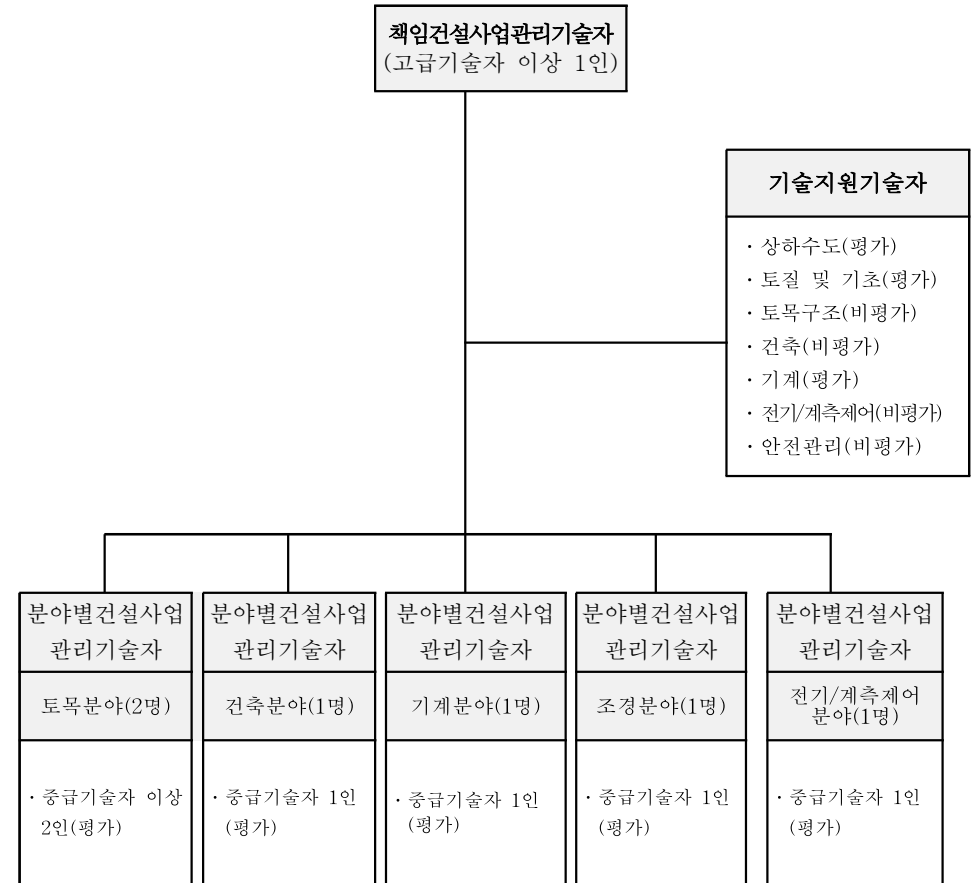 책임건설사업관리기술자
(고급기술자 이상 1인)
기술지원기술자
· 상하수도(평가)
· 토질 및 기초(평가)
· 토목구조(비평가)
· 건축(비평가)
· 기계(평가)
· 전기/계측제어(비평가)
· 안전관리(비평가)
분야별건설사업
관리기술자
토목분야(2명)
· 중급기술자 이상
2인(평가)
분야별건설사업
관리기술자
건축분야(1명)
· 중급기술자 1인
(평가)
분야별건설사업
관리기술자
기계분야(1명)
· 중급기술자 1인
(평가)
분야별건설사업
관리기술자
조경분야(1명)
· 중급기술자 1인
(평가)
분야별건설사업
관리기술자
전기/계측제어
분야(1명)
· 중급기술자 1인
(평가)